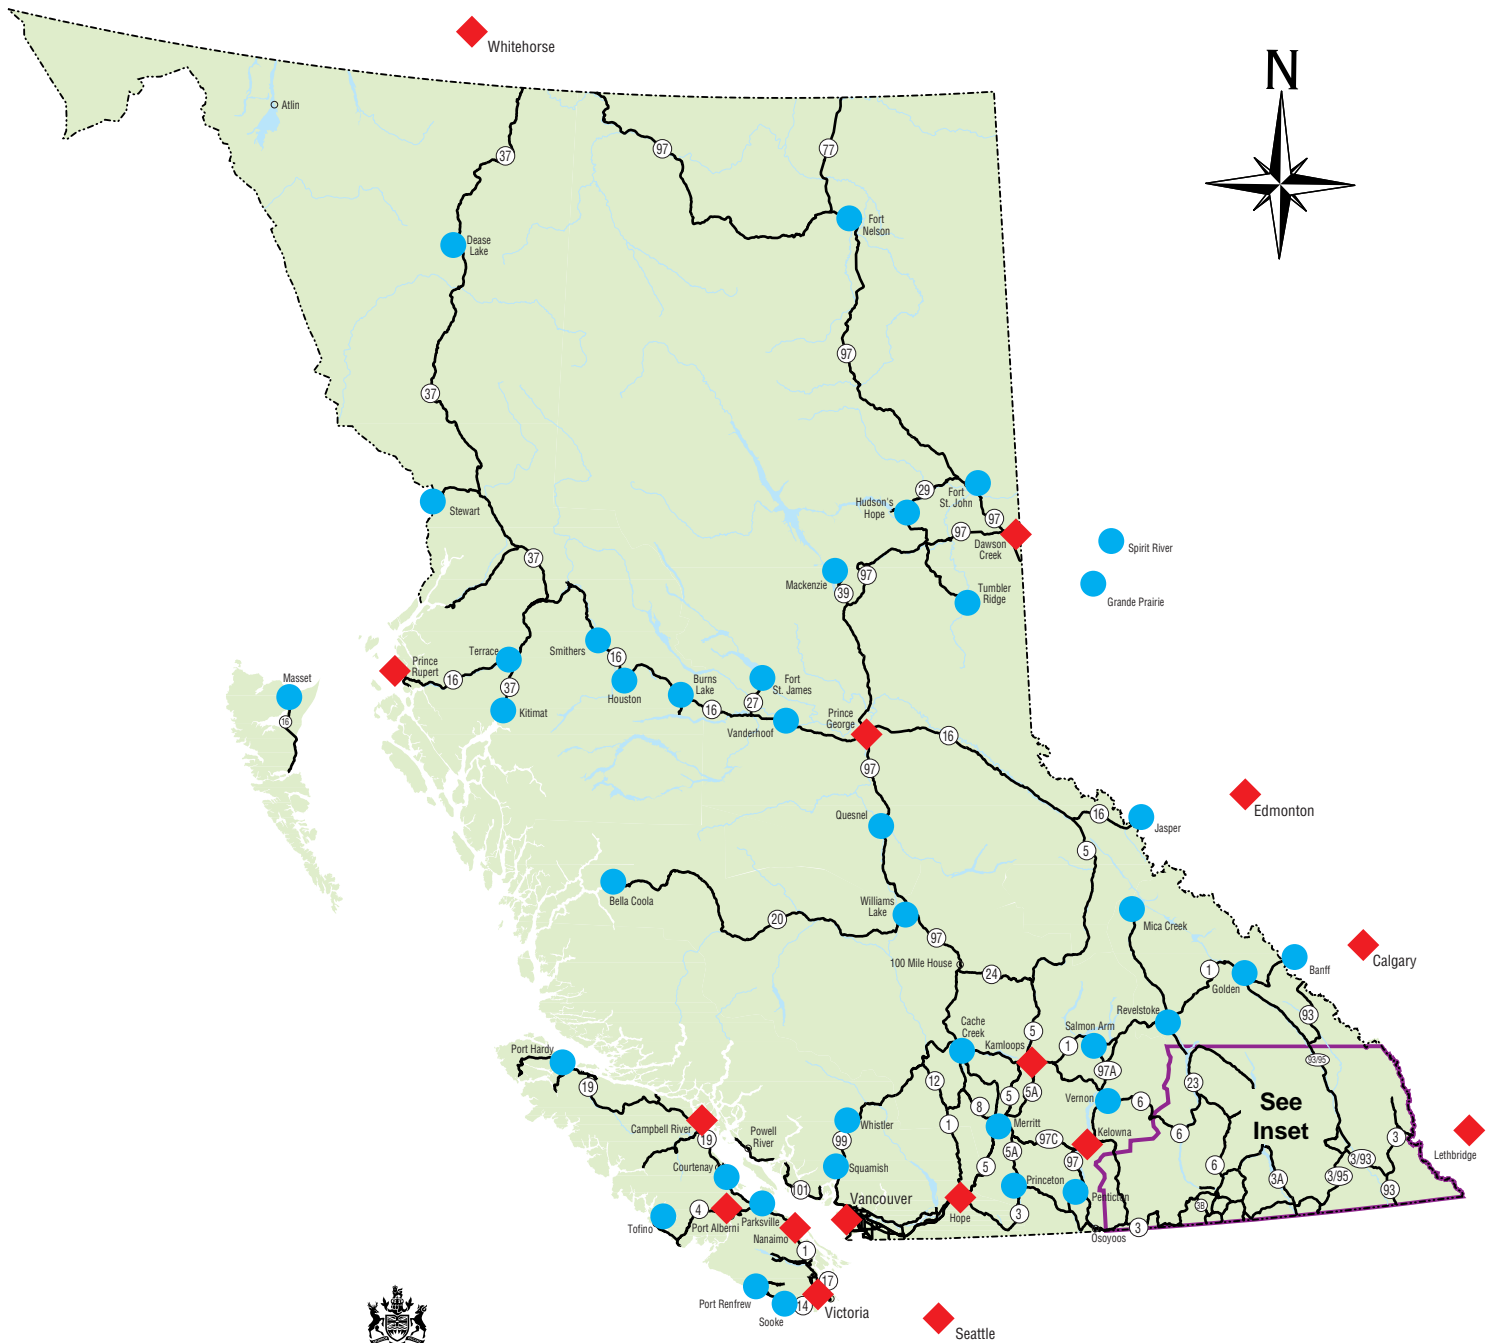 Whitehorse
N
Atlin
37
97
77
Fort
Nelson
Dease
Lake
97
37
29
Fort
St. John
Hudson's
Hope
Stewart
97
97
Dawson
Creek
Spirit River
37
97
Mackenzie
39
Tumbler
Ridge
Grande Prairie
Smithers
16
Terrace
Prince
Rupert
16
37
Kitimat
Houston
Burns
Lake
16
Fort
St. James
27
Vanderhoof
Prince
George
16
Masset
16
97
Edmonton
Quesnel
16
Jasper
5
Bella Coola
20
Williams
Lake
97
Mica Creek
100 Mile House
24
Calgary
Banff
1
Golden
Revelstoke
93
Cache
Creek
5
Kamloops
Salmon Arm
1
97A
93/95
Port Hardy
19
12
23
8
5
5A
Vernon
6
See
Inset
Campbell River
19
Powell
River
Whistler
99
1
Merritt
97C
Kelowna
6
3
Lethbridge
Courtenay
Squamish
5
5A
97
6
3/93
3/95
3A
93
101
Princeton
Penticton
Vancouver
4
Port Alberni
Parksville
Tofino
Nanaimo
Hope
3
3B
3
Osoyoos
1
17
Port Renfrew
Sooke
14
Victoria
Seattle